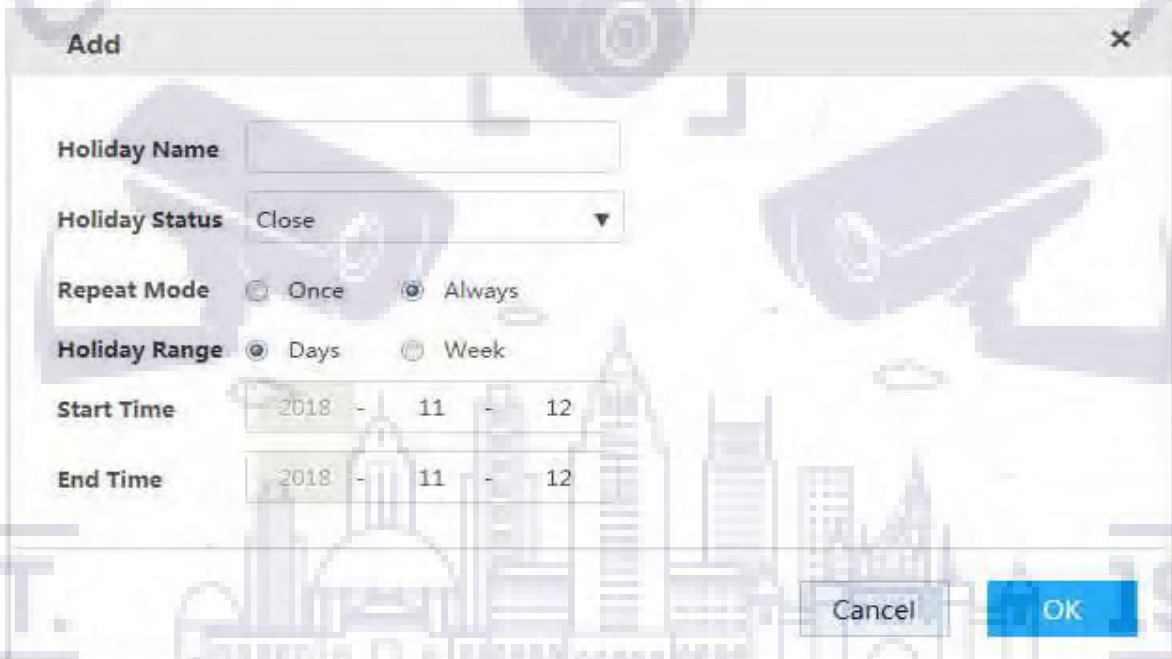 Add ×
Holiday Name
Holiday Status Close ▼
Repeat Mode Once Always
Holiday Range Days Week
Start Time 2018 - 11 - 12
End Time 2018 - 11 - 12
Cancel OK